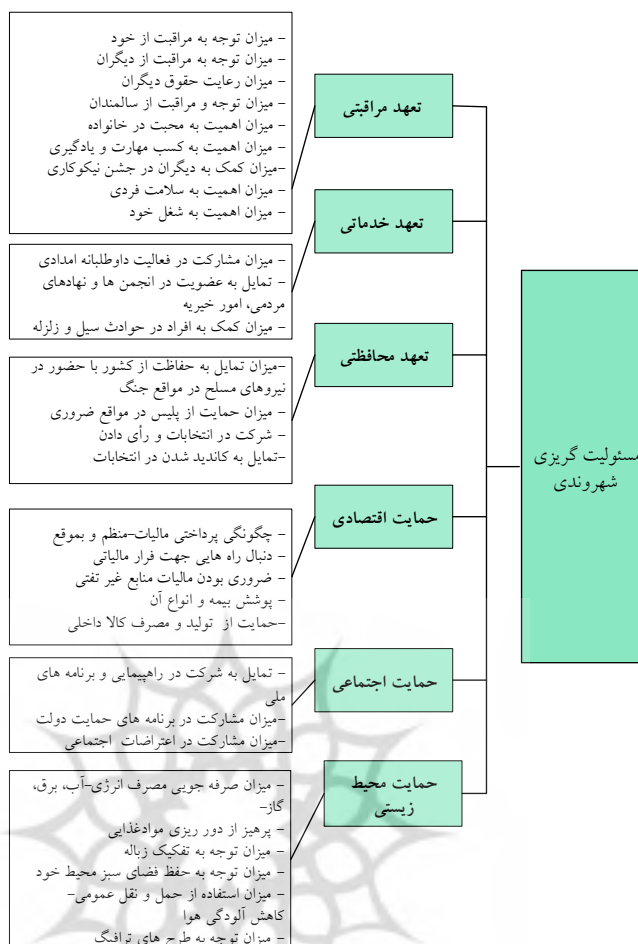 مسئولیت گریزی
شهروندی
تعهد مراقبتی
- میزان توجه به مراقبت از خود
- میزان توجه به مراقبت از دیگران
- میزان رعایت حقوق دیگران
- میزان توجه و مراقبت از سالمندان
- میزان اهمیت به محبت در خانواده
- میزان اهمیت به کسب مهارت و یادگیری
-میزان کمک به دیگران در جشن نیکوکاری
- میزان اهمیت به سلامت فردی
- میزان اهمیت به شغل خود
تعهد خدماتی
- میزان مشارکت در فعالیت داوطلبانه امدادی
- تمایل به عضویت در انجمن ها و نهادهای
مردمی، امور خیریه
- میزان کمک به افراد در حوادث سیل و زلزله
تعهد محافظتی
-میزان تمایل به حفاظت از کشور با حضور در
نیروهای مسلح در مواقع جنگ
- میزان حمایت از پلیس در مواقع ضروری
- شرکت در انتخابات و رأی دادن
-تمایل به کاندید شدن در انتخابات
حمایت اقتصادی
- چگونگی پرداختی مالیات-منظم و بموقع
- دنبال راه هایی جهت فرار مالیاتی
- ضروری بودن مالیات منابع غیر تفتی
- پوشش بیمه و انواع آن
-حمایت از تولید و مصرف کالا داخلی
حمایت اجتماعی
- تمایل به شرکت در راهپیمایی و برنامه های
ملی
-میزان مشارکت در برنامه های حمایت دولت
-میزان مشارکت در اعتراضات اجتماعی
حمایت محیط
زیستی
- میزان صرفه جویی مصرف انرژی-آب، برق،
گاز-
- پرهیز از دور ریزی موادغذایی
- میزان توجه به تفکیک زباله
- میزان توجه به حفظ فضای سبز محیط خود
- میزان استفاده از حمل و نقل عمومی-
کاهش آلودگی هوا
- میزان توجه به طرح های ترافیک